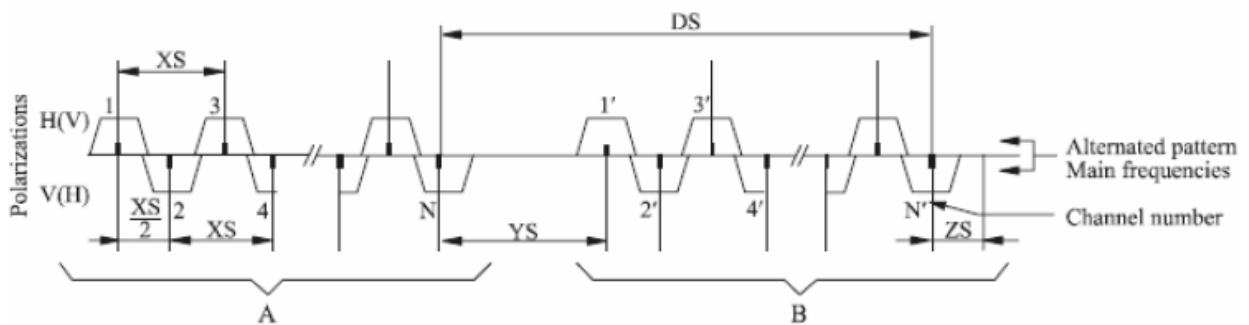 DS
XS
Polarizations
H(V)
1
3
1′
3′
Alternated pattern
Main frequencies
V(H)
XS
2
2
4
XS
N
YS
2′
4′
N′
ZS
Channel number
A
B